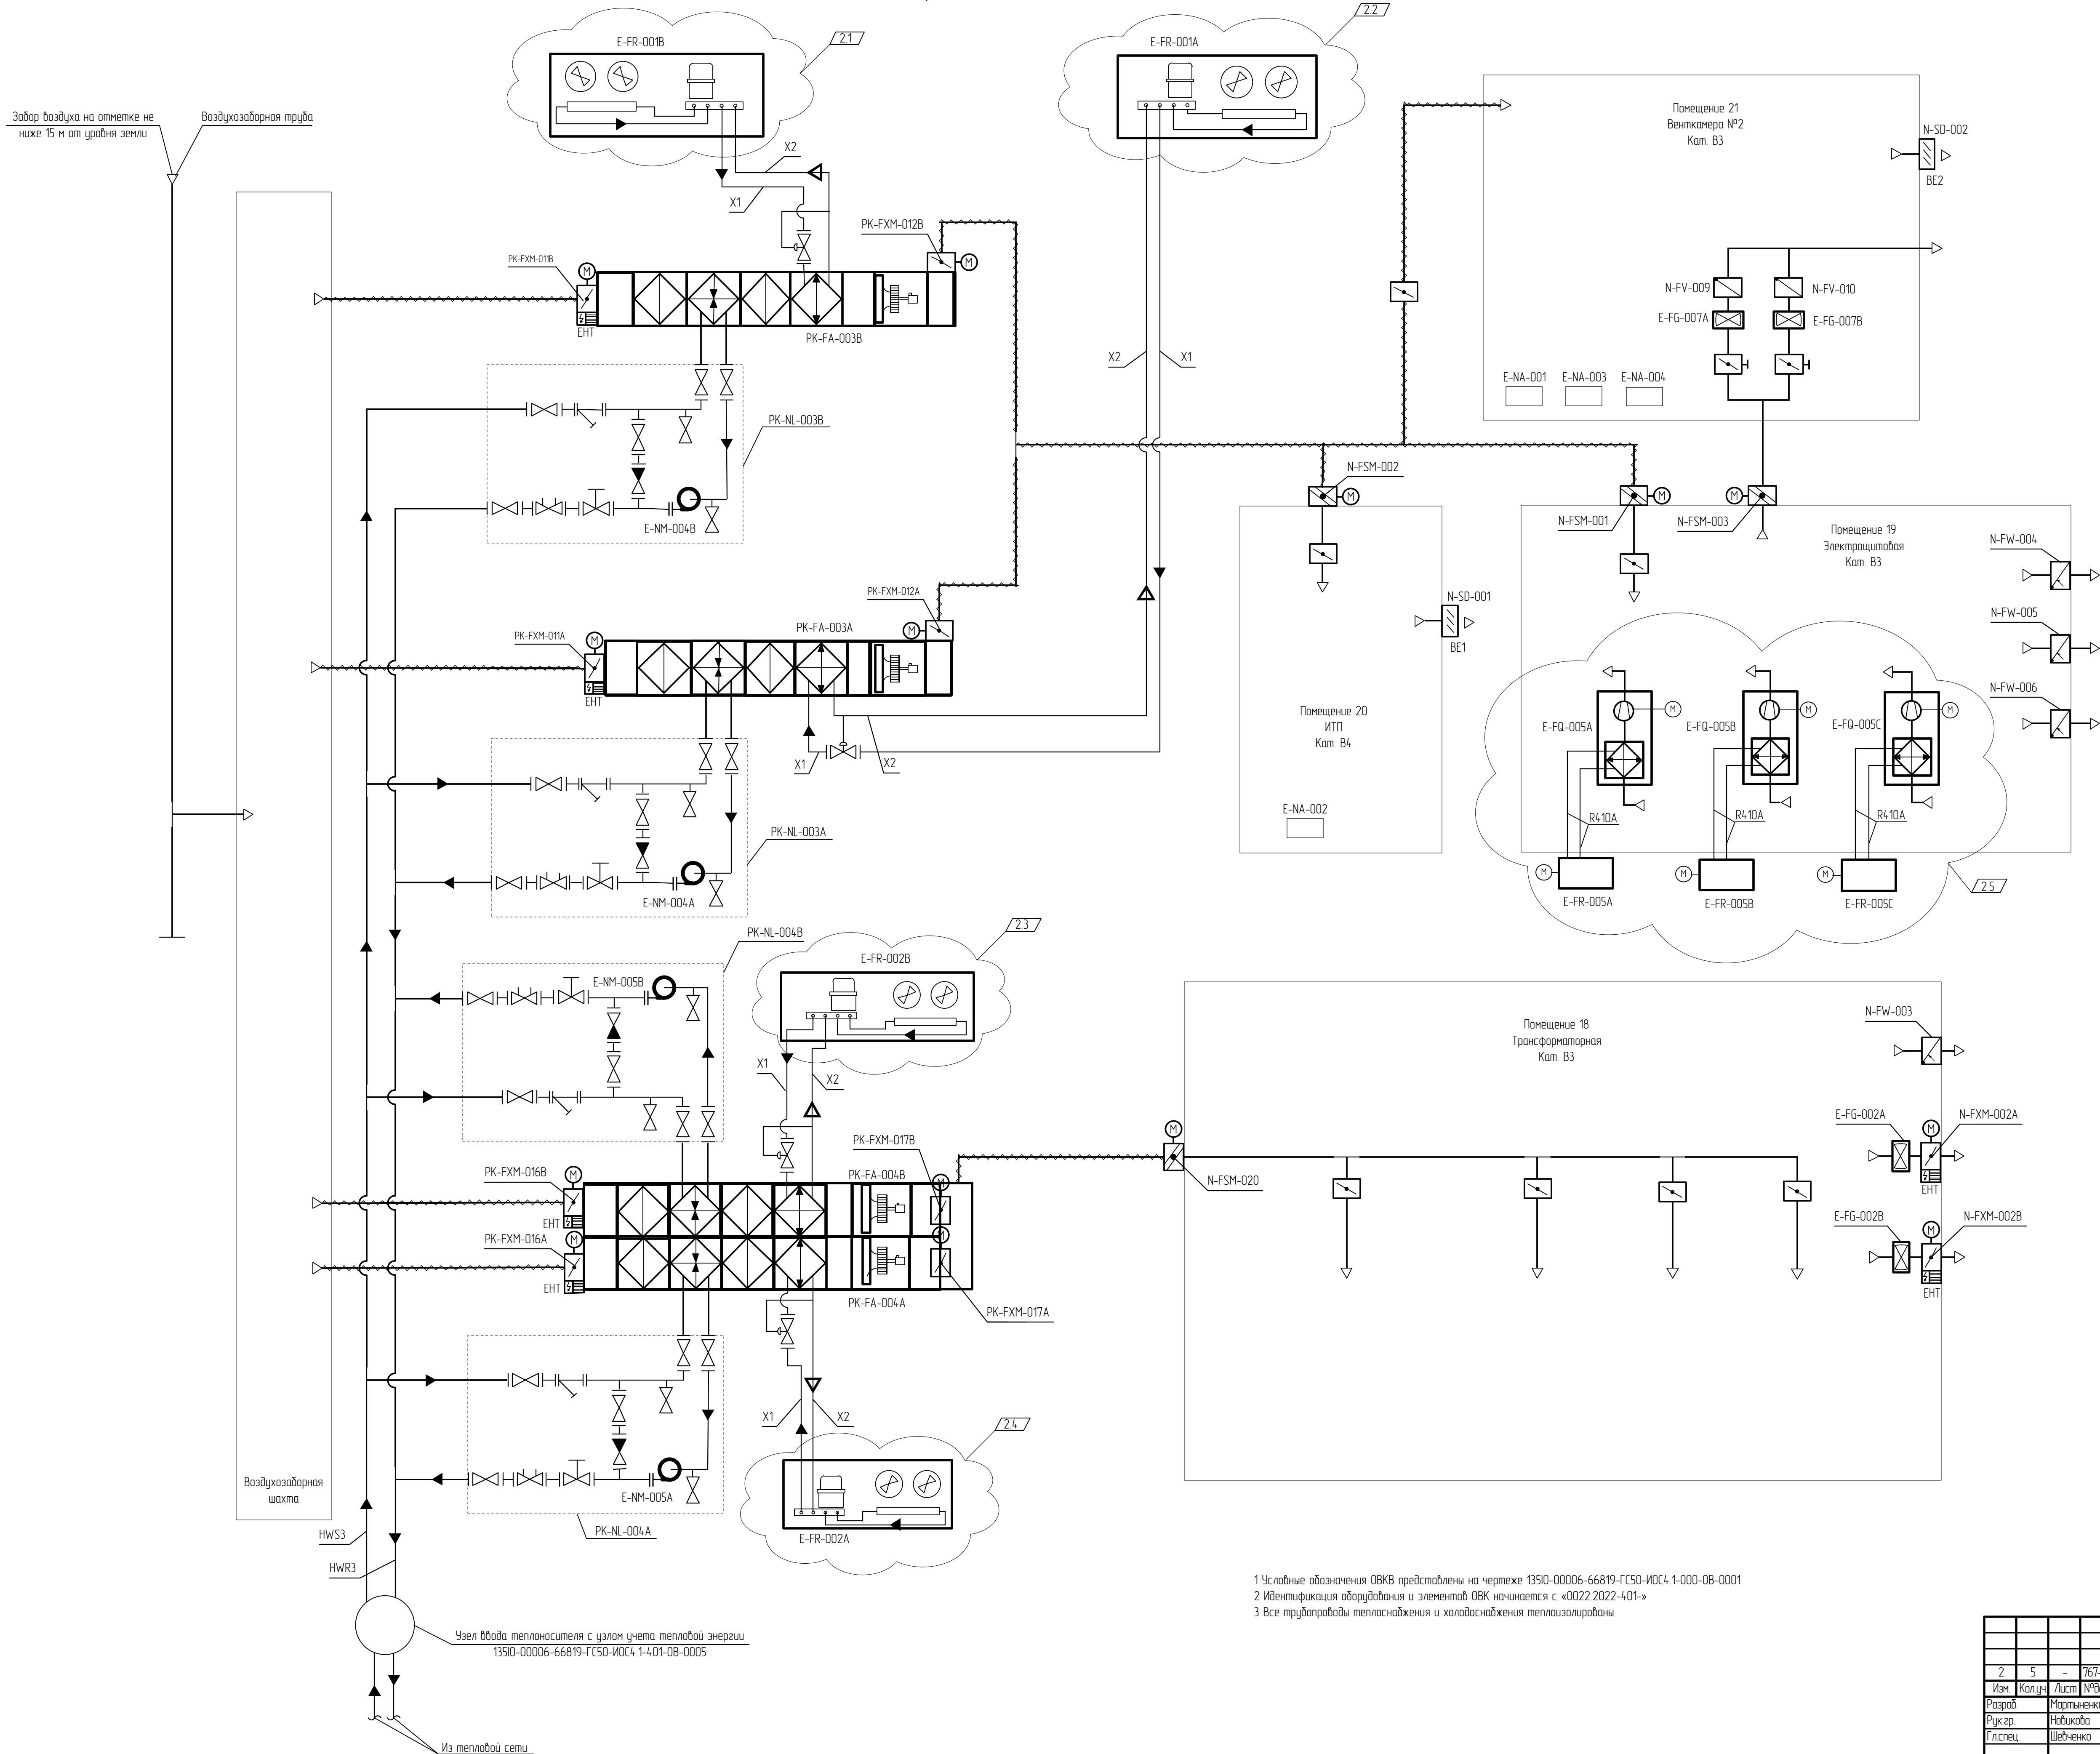 E-FR-001B
2.1
E-FR-001A
2.2
Забор воздуха на отметке не
ниже 15 м от уровня земли
Воздухозаборная труба
X2
X1
PK-FXM-011B
M
EHT
PK-FXM-012B
M
PK-FA-003B
PK-NL-003B
E-NM-004B
X2
X1
Помещение 21
Венткамера №2
Кат. В3
N-SD-002
BE2
N-FV-009
N-FV-010
E-FG-007A
E-FG-007B
E-NA-001
E-NA-003
E-NA-004
N-FSM-002
M
N-FSM-001
M
N-FSM-003
M
Помещение 19
Электрощитовая
Кат. В3
N-FW-004
N-FW-005
N-FW-006
N-SD-001
BE1
Помещение 20
ИТП
Кат. В4
E-NA-002
PK-FXM-011A
M
EHT
PK-FXM-012A
M
PK-FA-003A
X1
X2
PK-NL-003A
E-NM-004A
E-FQ-005A
M
E-FQ-005B
M
E-FQ-005C
M
R410A
R410A
R410A
M
M
M
E-FR-005A
E-FR-005B
E-FR-005C
2.5
PK-NL-004B
E-NM-005B
2.3
E-FR-002B
X1
X2
PK-FXM-016B
M
EHT
PK-FXM-016A
M
EHT
PK-FXM-017B
M
PK-FA-004B
M
PK-FA-004A
PK-FXM-017A
M
N-FSM-020
Помещение 18
Трансформаторная
Кат. В3
N-FW-003
E-FG-002A
M
N-FXM-002A
EHT
E-FG-002B
M
N-FXM-002B
EHT
X1
X2
2.4
E-FR-002A
E-NM-005A
PK-NL-004A
Воздухозаборная
шахта
HWS3
HWR3
Узел ввода теплоносителя с узлом учета тепловой энергии
1351О-00006-66819-ГС50-ИОС4.1-401-ОВ-0005
Из тепловой сети
1 Условные обозначения ОВКВ представлены на чертеже 1351О-00006-66819-ГС50-ИОС4.1-000-ОВ-0001
2 Идентификация оборудования и элементов ОВК начинается с «0022.2022-401-»
3 Все трубопроводы теплоснабжения и холодоснабжения теплоизолированы
2 5 - 767-
Изм. Кол.уч Лист
Разраб.
Рук.гр. Новикова
Гл.спец. Шевченко